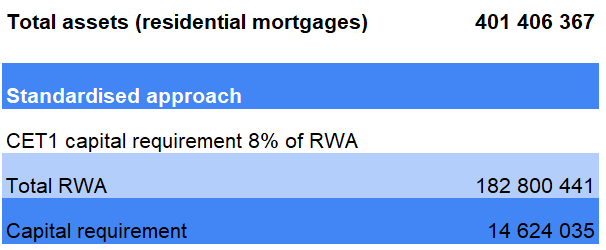 Total assets (residential mortgages) 401 406 367
Standardised approach
CET1 capital requirement 8% of RWA
Total RWA 182 800 441
Capital requirement 14 624 035